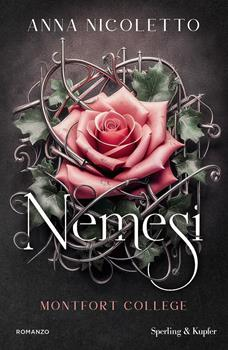 ANNA NICOLETTO
Nemesi
MONTFORT COLLEGE
ROMANZO
Sperling & Kupfer